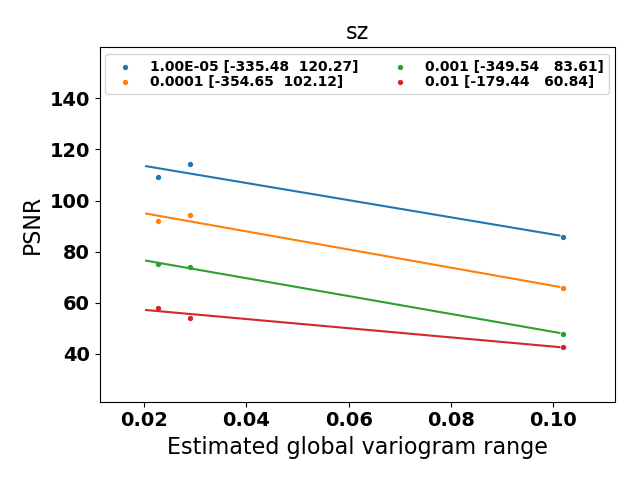 sz
1.00E-05 [-335.48  120.27]
0.0001 [-354.65  102.12]
0.001 [-349.54   83.61]
0.01 [-179.44   60.84]
140
120
100
80
60
40
PSNR
0.02 0.04 0.06 0.08 0.10
Estimated global variogram range